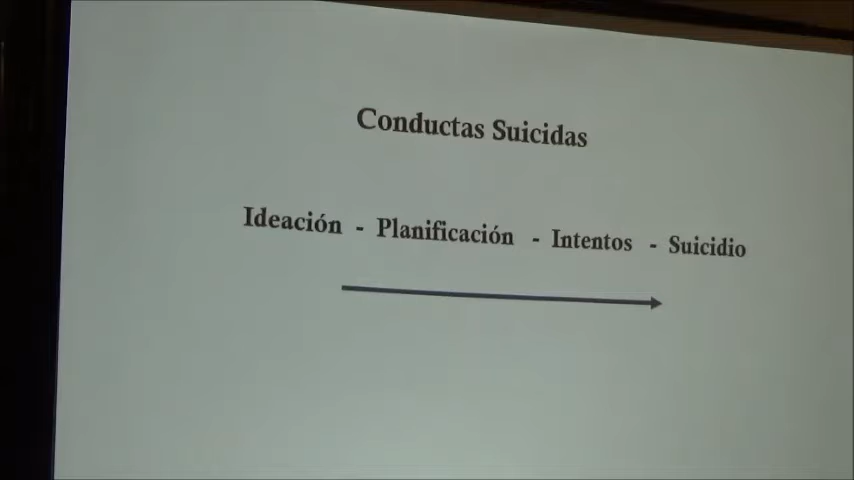 Conductas Suicidas
Ideación - Planificación - Intentos - Suicidio